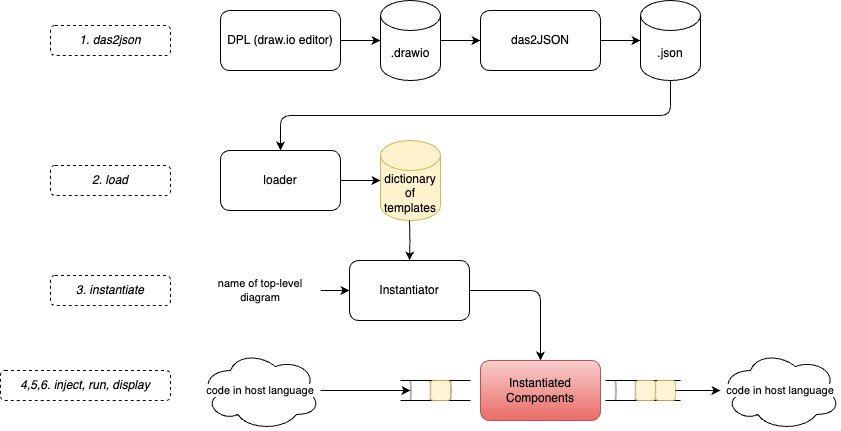 1. das2json
DPL (draw.io editor)
.drawio
das2JSON
.json
2. load
loader
dictionary
of
templates
3. instantiate
name of top-level
diagram
Instantiator
4,5,6. inject, run, display
code in host language
Instantiated
Components
code in host language